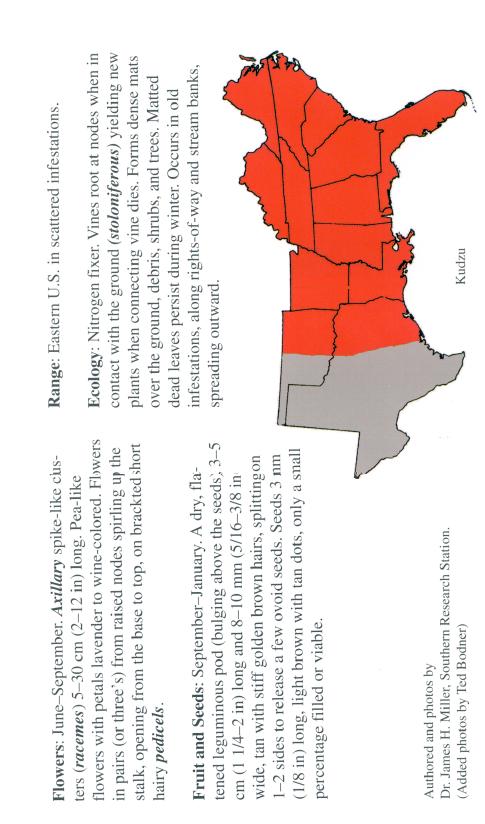 Flowers: June–September. Axillary spike-like clus-
ters (racemes) 5–30 cm (2–12 in) long. Pea-like
flowers with petals lavender to wine-colored. Flowers
in pairs (or three's) from raised nodes spirling up the
stalk, opening from the base to top, on brackted short
hairy pedicels.
Fruit and Seeds: September–January. A dry, fla-
tened leguminous pod (bulging above the seeds), 3–5
cm (1 1/4–2 in) long and 8–10 mm (5/16–3/8 in
wide, tan with stiff golden brown hairs, splitting on
1–2 sides to release a few ovoid seeds. Seeds 3 nm
(1/8 in) long, light brown with tan dots, only a small
percentage filled or viable.
Authored and photos by
Dr. James H. Miller, Southern Research Station.
(Added photos by Ted Bodner)
Range: Eastern U.S. in scattered infestations.
Ecology: Nitrogen fixer. Vines root at nodes when in
contact with the ground (stoloniferous) yielding new
plants when connecting vine dies. Forms dense mats
over the ground, debris, shrubs, and trees. Matted
dead leaves persist during winter. Occurs in old
infestations, along rights-of-way and stream banks,
spreading outward.
Kudzu